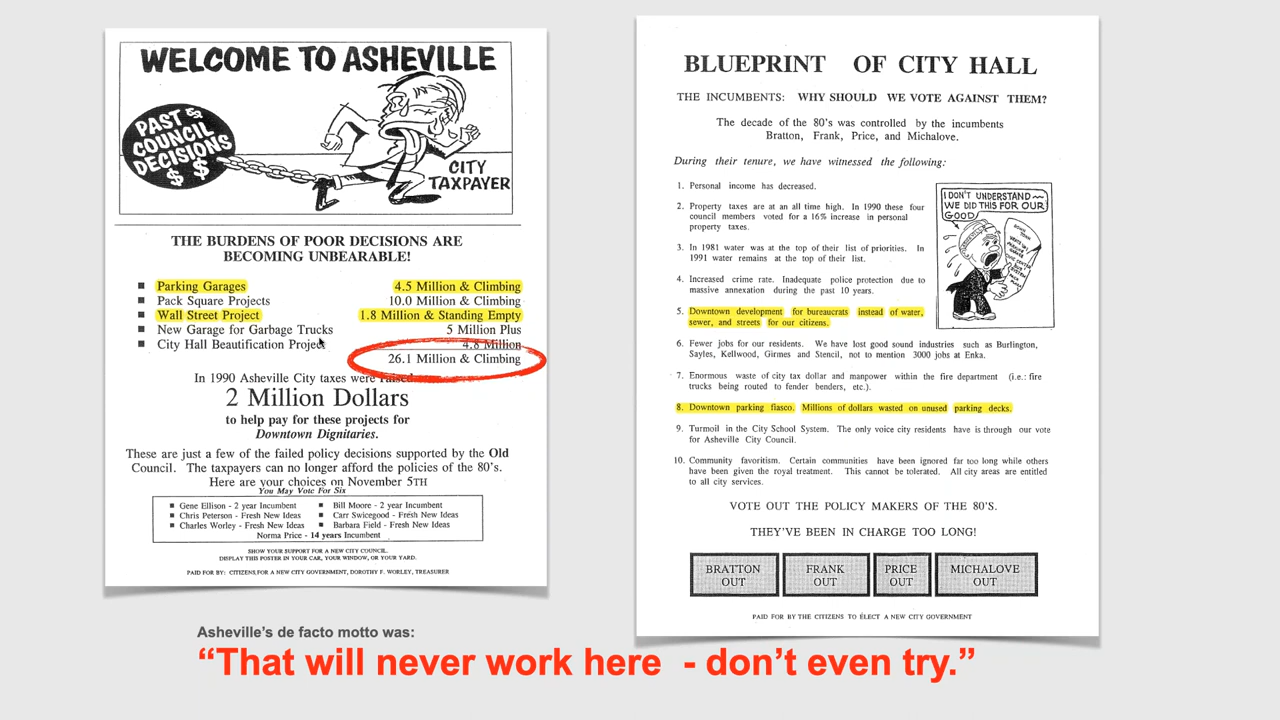 WELCOME TO ASHEVILLE
PAST &
COUNCIL
DECISIONS
$ $
CITY
TAXPAYER
THE BURDENS OF POOR DECISIONS ARE
BECOMING UNBEARABLE!
■ Parking Garages 4.5 Million & Climbing
■ Pack Square Projects 10.0 Million & Climbing
■ Wall Street Project 1.8 Million & Standing Empty
■ New Garage for Garbage Trucks 5 Million Plus
■ City Hall Beautification Project 4.8 Million
26.1 Million & Climbing
In 1990 Asheville City taxes were raised
2 Million Dollars
to help pay for these projects for
Downtown Dignitaries.
These are just a few of the failed policy decisions supported by the Old
Council. The taxpayers can no longer afford the policies of the 80's.
Here are your choices on November 5TH
You May Vote For Six
■ Gene Ellison - 2 year Incumbent ■ Bill Moore - 2 year Incumbent
■ Chris Peterson - Fresh New Ideas ■ Carr Swicegood - Fresh New Ideas
■ Charles Worley - Fresh New Ideas ■ Barbara Field - Fresh New Ideas
Norma Price - 14 years Incumbent
SHOW YOUR SUPPORT FOR A NEW CITY COUNCIL.
DISPLAY THIS POSTER IN YOUR CAR, YOUR WINDOW, OR YOUR YARD.
PAID FOR BY: CITIZENS FOR A NEW CITY GOVERNMENT, DOROTHY F. WORLEY, TREASURER
BLUEPRINT OF CITY HALL
THE INCUMBENTS: WHY SHOULD WE VOTE AGAINST THEM?
The decade of the 80's was controlled by the incumbents
Bratton, Frank, Price, and Michalove.
During their tenure, we have witnessed the following:
1. Personal income has decreased.
2. Property taxes are at an all time high. In 1990 these four
council members voted for a 16% increase in personal
property taxes.
3. In 1981 water was at the top of their list of priorities. In
1991 water remains at the top of their list.
4. Increased crime rate. Inadequate police protection due to
massive annexation during the past 10 years.
5. Downtown development for bureaucrats instead of water,
sewer, and streets for our citizens.
I DON'T UNDERSTAND~
WE DID THIS FOR OUR
GOOD!
6. Fewer jobs for our residents. We have lost good sound industries such as Burlington,
Sayles, Kellwood, Girmes and Stencil, not to mention 3000 jobs at Enka.
7. Enormous waste of city tax dollar and manpower within the fire department (i.e.: fire
trucks being routed to fender benders, etc.).
8. Downtown parking fiasco. Millions of dollars wasted on unused parking decks.
9. Turmoil in the City School System. The only voice city residents have is through our vote
for Asheville City Council.
10. Community favoritism. Certain communities have been ignored far too long while others
have been given the royal treatment. This cannot be tolerated. All city areas are entitled
to all city services.
VOTE OUT THE POLICY MAKERS OF THE 80'S.
THEY'VE BEEN IN CHARGE TOO LONG!
BRATTON OUT
FRANK OUT
PRICE OUT
MICHALOVE OUT
PAID FOR BY THE CITIZENS TO ELECT A NEW CITY GOVERNMENT
Asheville's de facto motto was:
“That will never work here - don't even try.”